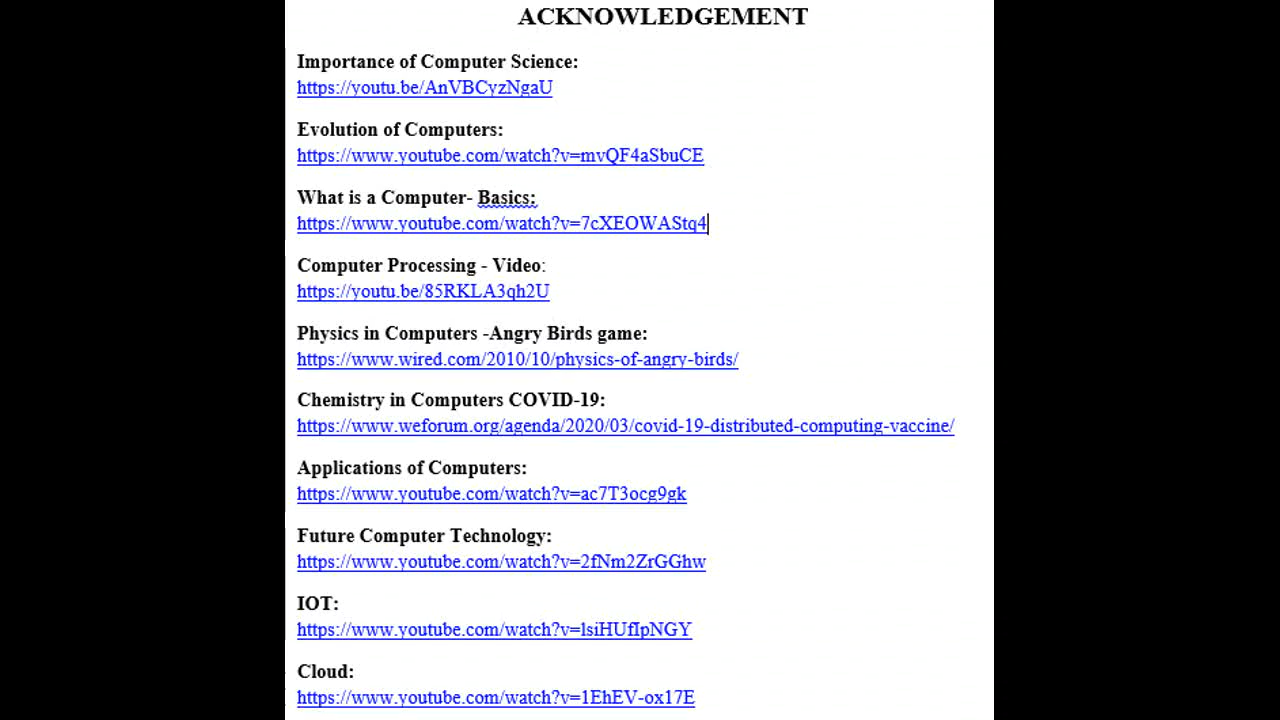 ACKNOWLEDGEMENT
Importance of Computer Science:
https://youtu.be/AnVBCyzNgaU
Evolution of Computers:
https://www.youtube.com/watch?v=mvQF4aSbuCE
What is a Computer- Basics:
https://www.youtube.com/watch?v=7cXEOWAStq4
Computer Processing - Video:
https://youtu.be/85RKLA3qh2U
Physics in Computers -Angry Birds game:
https://www.wired.com/2010/10/physics-of-angry-birds/
Chemistry in Computers COVID-19:
https://www.weforum.org/agenda/2020/03/covid-19-distributed-computing-vaccine/
Applications of Computers:
https://www.youtube.com/watch?v=ac7T3ocg9gk
Future Computer Technology:
https://www.youtube.com/watch?v=2fNm2ZrGGhw
IOT:
https://www.youtube.com/watch?v=lsiHUfIpNGY
Cloud:
https://www.youtube.com/watch?v=1EhEV-ox17E